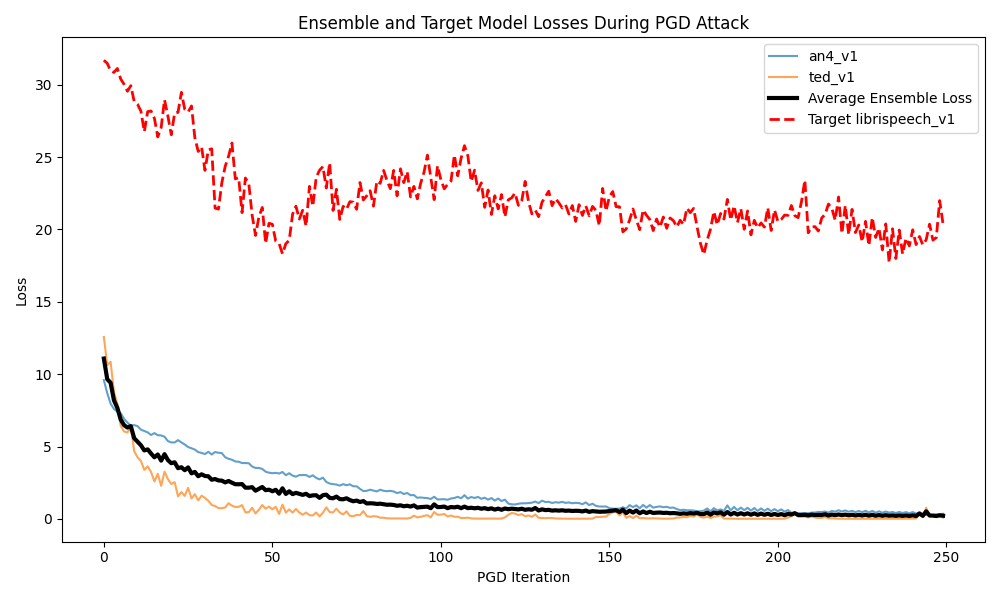 Ensemble and Target Model Losses During PGD Attack
an4_v1
ted_v1
Average Ensemble Loss
Target librispeech_v1
Loss
30
25
20
15
10
5
0
0 50 100 150 200 250
PGD Iteration